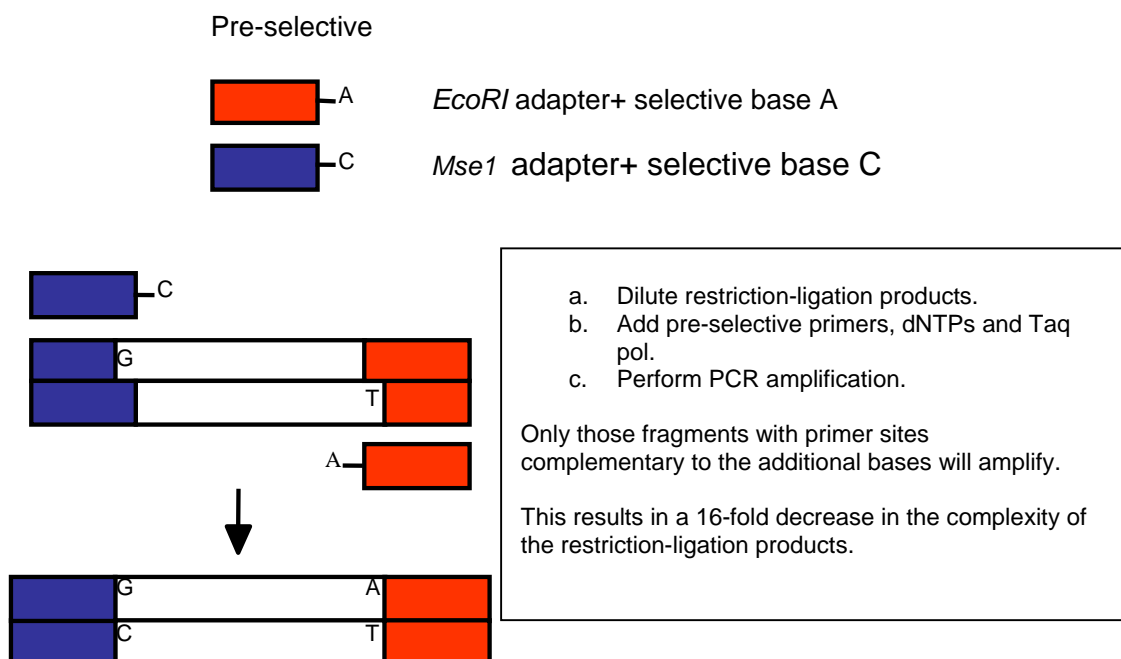 Pre-selective
A
EcoRI adapter+ selective base A
C
Mse1 adapter+ selective base C
C
G
T
A
a. Dilute restriction-ligation products.
b. Add pre-selective primers, dNTPs and Taq
pol.
c. Perform PCR amplification.
Only those fragments with primer sites
complementary to the additional bases will amplify.
This results in a 16-fold decrease in the complexity of
the restriction-ligation products.
G A
C T